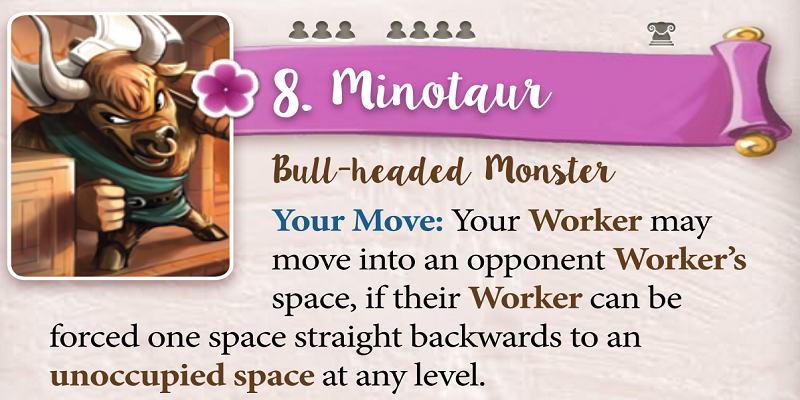 8. Minotaur
Bull-headed Monster
Your Move: Your Worker may
move into an opponent Worker's
space, if their Worker can be
forced one space straight backwards to an
unoccupied space at any level.